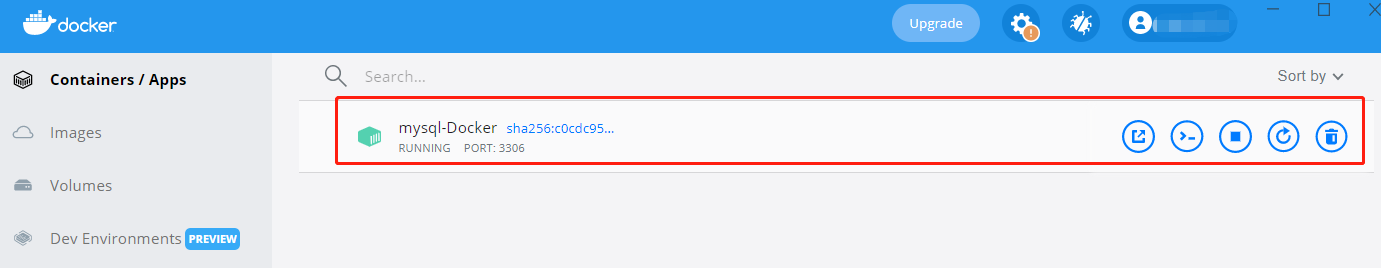 docker
Upgrade
Containers / Apps
Search...
Sort by
mysql-Docker sha256:c0cdc95...
RUNNING PORT: 3306
Images
Volumes
Dev Environments PREVIEW